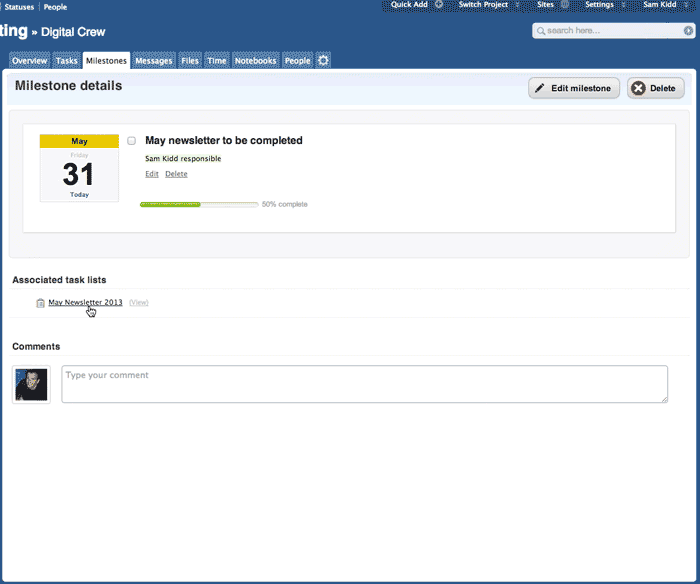 Statuses | People
Quick Add Switch Project Sites Settings Sam Kidd
ting » Digital Crew
search here...
Overview Tasks Milestones Messages Files Time Notebooks People
Milestone details
Edit milestone Delete
May
Friday
31
Today
May newsletter to be completed
Sam Kidd responsible
Edit Delete
50% complete
Associated task lists
May Newsletter 2013 (View)
Comments
Type your comment